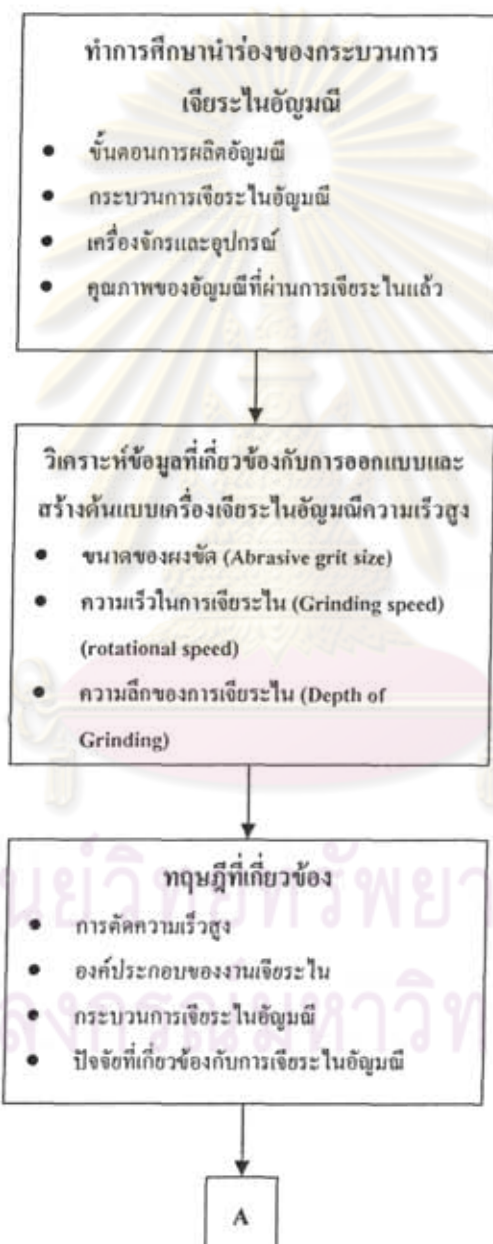 ทำการศึกษานำร่องของกระบวนการ
เจียระไนอัญมณี
• ขั้นตอนการผลิตอัญมณี
• กระบวนการเจียระไนอัญมณี
• เครื่องจักรและอุปกรณ์
• คุณภาพของอัญมณีที่ผ่านการเจียระไนแล้ว
วิเคราะห์ข้อมูลที่เกี่ยวข้องกับการออกแบบและ
สร้างต้นแบบเครื่องเจียระไนอัญมณีความเร็วสูง
• ขนาดของผงขัด (Abrasive grit size)
• ความเร็วในการเจียระไน (Grinding speed)
(rotational speed)
• ความลึกของการเจียระไน (Depth of
Grinding)
ทฤษฎีที่เกี่ยวข้อง
• การตัดความเร็วสูง
• องค์ประกอบของงานเจียระไน
• กระบวนการเจียระไนอัญมณี
• ปัจจัยที่เกี่ยวข้องกับการเจียระไนอัญมณี
A